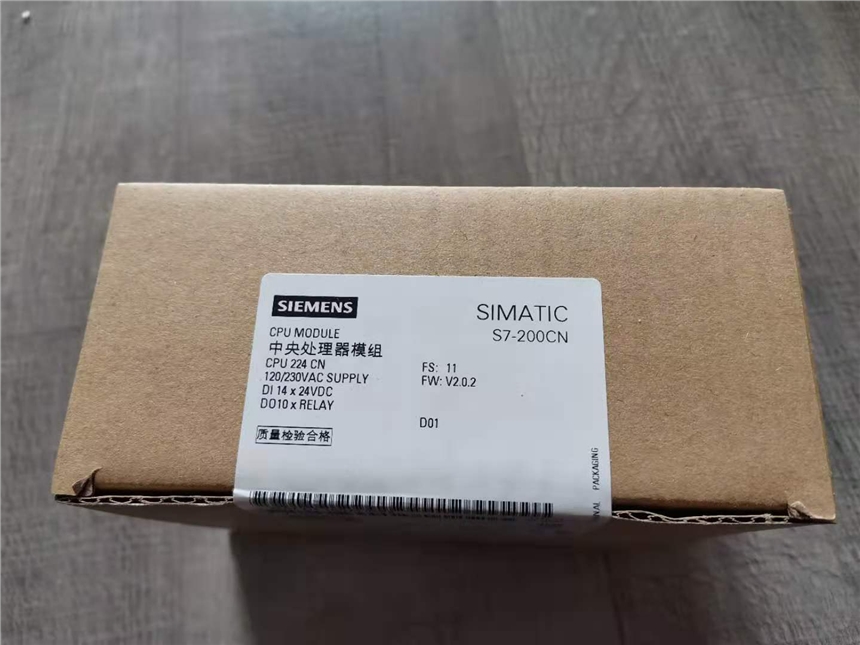 SIEMENS
SIMATIC
S7-200CN
CPU MODULE
中央处理器模组
CPU 224 CN
120/230VAC SUPPLY
DI 14 x 24VDC
DO10 x RELAY
FS: 11
FW: V2.0.2
D01
质量检验合格
PACKAGING